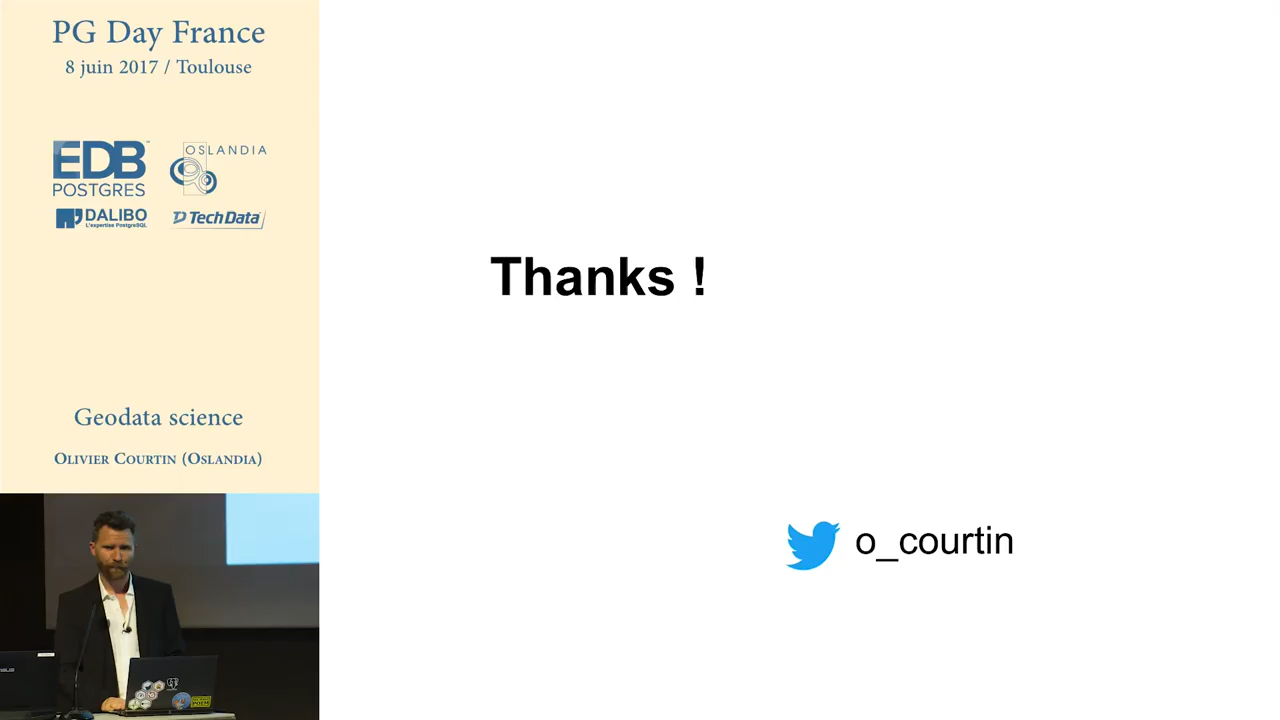 PG Day France
8 juin 2017 / Toulouse
EDB
POSTGRES
OSLANDIA
DALIBO
L'expertise PostgreSQL
TechData
Thanks !
Geodata science
Olivier Courtin (Oslandia)
o_courtin